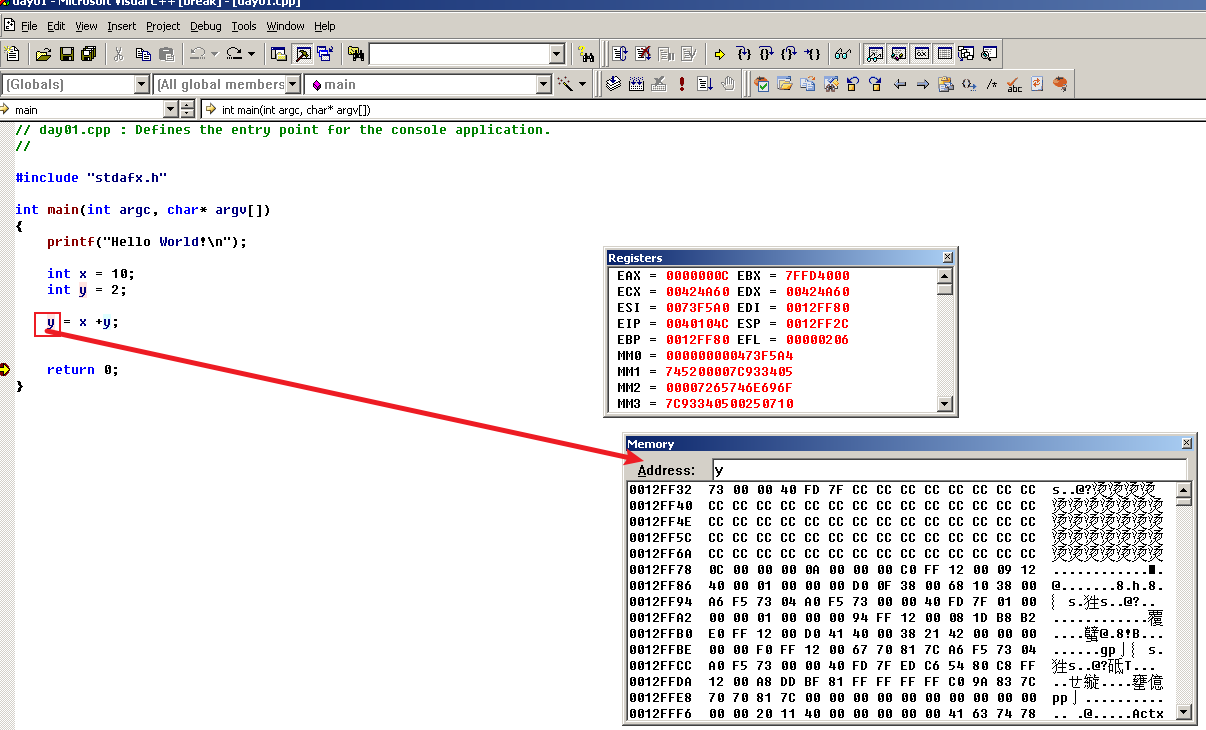 day01 - Microsoft Visual C++ [break] - [day01.cpp]
File Edit View Insert Project Debug Tools Window Help
(Globals) [All global members main
main int main(int argc, char* argv[])
// day01.cpp : Defines the entry point for the console application.
//
#include "stdafx.h"
int main(int argc, char* argv[])
{
printf("Hello World!\n");
int x = 10;
int y = 2;
y = x +y;
return 0;
}
Registers
EAX = 0000000C EBX = 7FFD4000
ECX = 00424A60 EDX = 00424A60
ESI = 0073F5A0 EDI = 0012FF80
EIP = 0040104C ESP = 0012FF2C
EBP = 0012FF80 EFL = 00000206
MM0 = 000000000473F5A4
MM1 = 745200007C933405
MM2 = 00007265746E696F
MM3 = 7C93340500250710
Memory
Address: y
0012FF32 73 00 00 40 FD 7F CC CC CC CC CC CC CC CC s..@?烫烫烫烫
0012FF40 CC CC CC CC CC CC CC CC CC CC CC CC CC CC 烫烫烫烫烫烫烫
0012FF4E CC CC CC CC CC CC CC CC CC CC CC CC CC CC 烫烫烫烫烫烫烫
0012FF5C CC CC CC CC CC CC CC CC CC CC CC CC CC CC 烫烫烫烫烫烫烫
0012FF6A CC CC CC CC CC CC CC CC CC CC CC CC CC CC 烫烫烫烫烫烫烫
0012FF78 0C 00 00 00 0A 00 00 00 C0 FF 12 00 09 12
0012FF86 40 00 01 00 00 00 D0 0F 38 00 68 10 38 00 @.......8.h.8.
0012FF94 A6 F5 73 04 A0 F5 73 00 00 40 FD 7F 01 00
0012FFA2 00 00 01 00 00 00 94 FF 12 00 08 1D B8 B2 ............覆
0012FFB0 E0 FF 12 00 D0 41 40 00 38 21 42 00 00 00
0012FFBE 00 00 F0 FF 12 00 67 70 81 7C A6 F5 73 04
0012FFCC A0 F5 73 00 00 40 FD 7F ED C6 54 80 C8 FF
0012FFDA 12 00 A8 DD BF 81 FF FF FF FF C0 9A 83 7C
0012FFE8 70 70 81 7C 00 00 00 00 00 00 00 00 00 00
0012FFF6 00 00 20 11 40 00 00 00 00 00 41 63 74 78 .. .@.....Actx